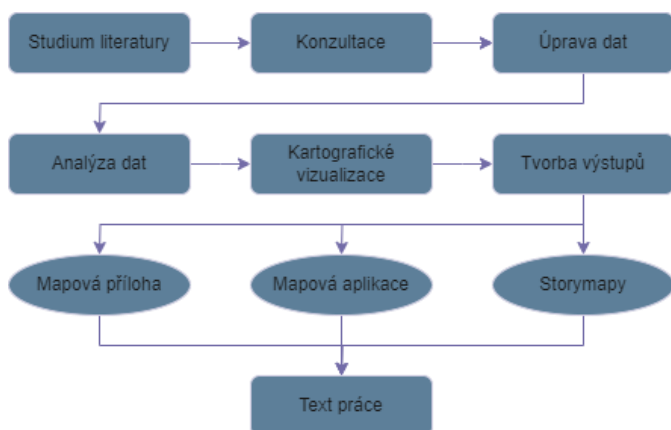 Studium literatury
Konzultace
Úprava dat
Analýza dat
Kartografické
vizualizace
Tvorba výstupů
Mapová příloha
Mapová aplikace
Storymapy
Text práce